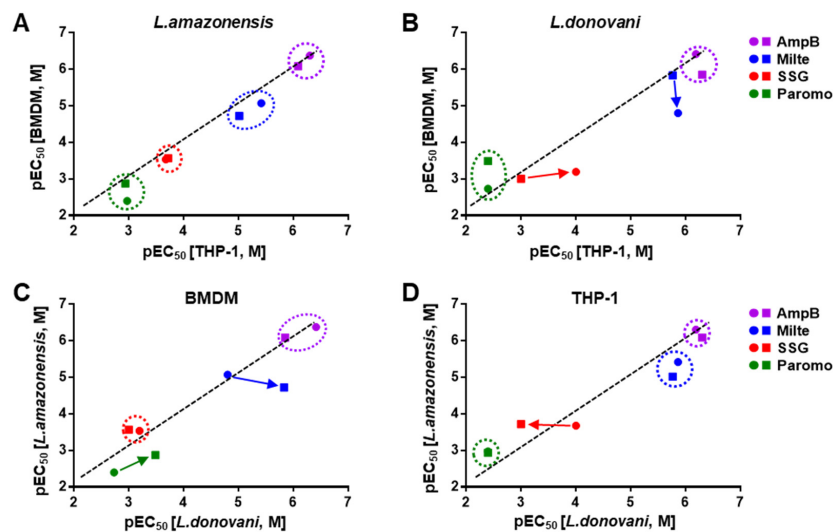 A
L.amazonensis
7
6
5
4
3
2
pEC50 [BMDM, M]
2 3 4 5 6 7
pEC50 [THP-1, M]
B
L.donovani
7
6
5
4
3
2
pEC50 [BMDM, M]
2 3 4 5 6 7
pEC50 [THP-1, M]
AmpB
Milte
SSG
Paromo
C
BMDM
7
6
5
4
3
2
pEC50 [L.amazonensis, M]
2 3 4 5 6 7
pEC50 [L.donovani, M]
D
THP-1
7
6
5
4
3
2
pEC50 [L.amazonensis, M]
2 3 4 5 6 7
pEC50 [L.donovani, M]
AmpB
Milte
SSG
Paromo